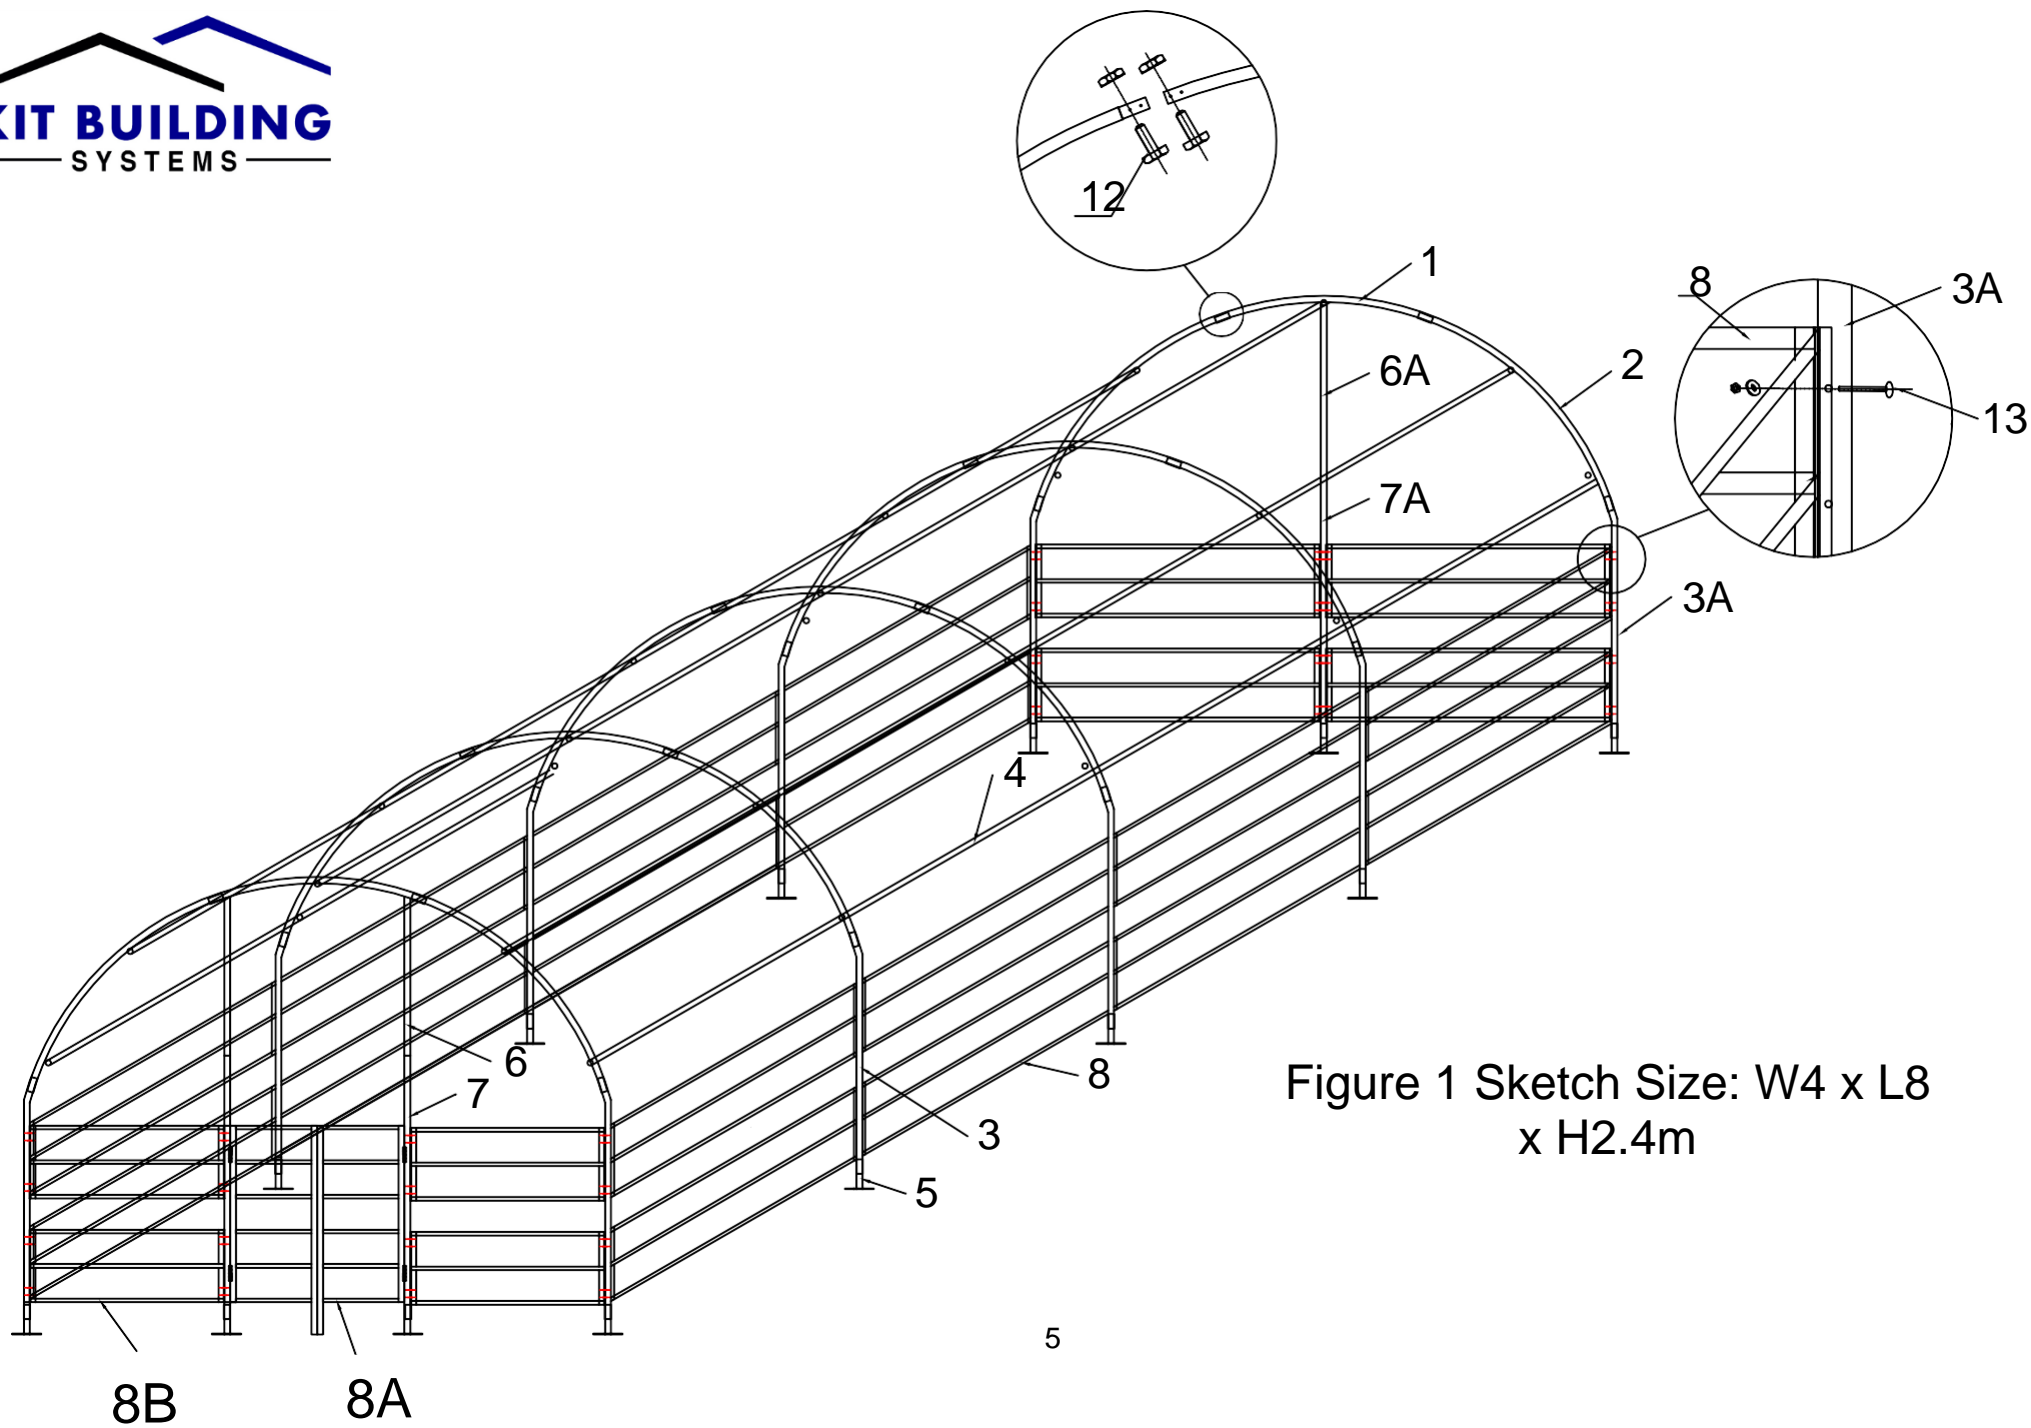 KIT BUILDING
SYSTEMS
12
1
8
3A
6A
2
13
7A
3A
4
6
8
7
3
5
Figure 1 Sketch Size: W4 x L8
x H2.4m
5
8B
8A